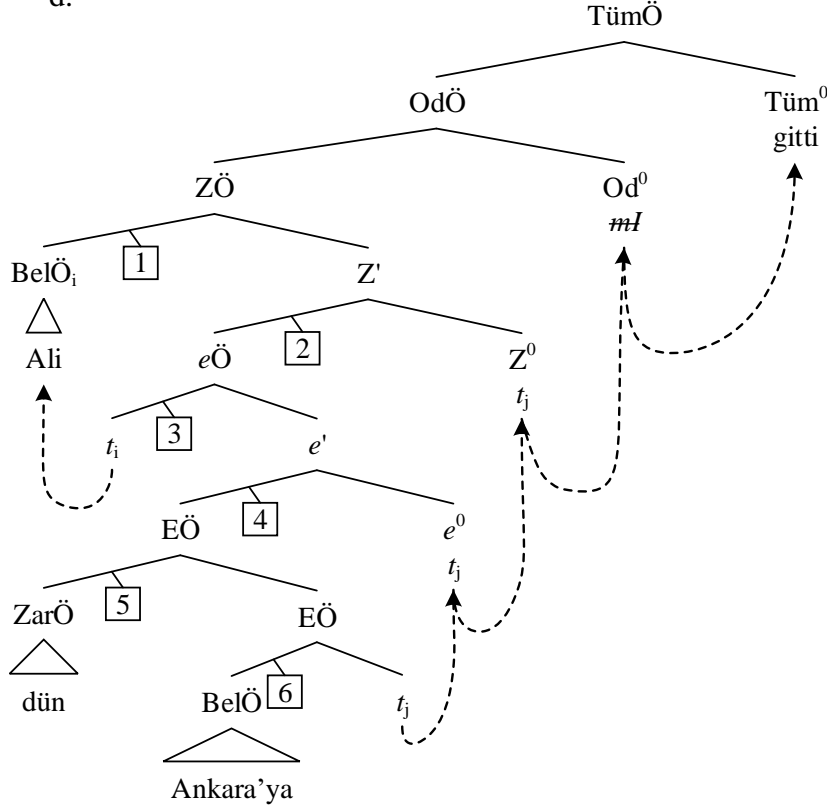 d.
TümÖ
OdÖ Tüm⁰
gitti
ZÖ Od⁰
mI
1
BelÖᵢ Z'
2
Ali eÖ Z⁰
tⱼ
3
tᵢ e'
4
EÖ e⁰
tⱼ
5
ZarÖ EÖ
6
dün BelÖ tⱼ
Ankara’ya